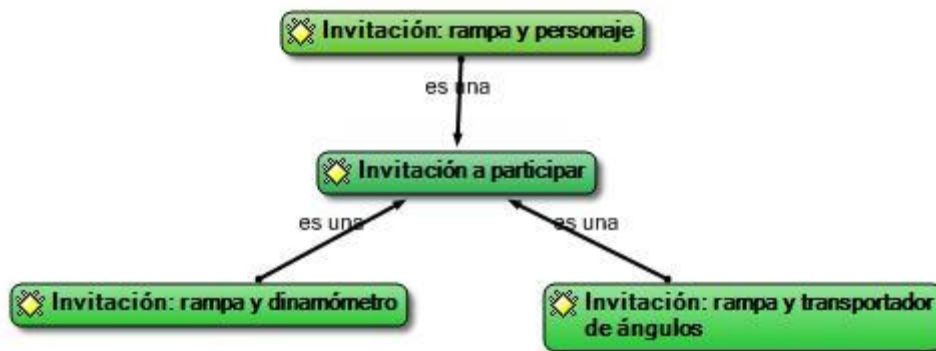 Invitación: rampa y personaje
es una
Invitación a participar
es una
es una
Invitación: rampa y dinamómetro
Invitación: rampa y transportador
de ángulos